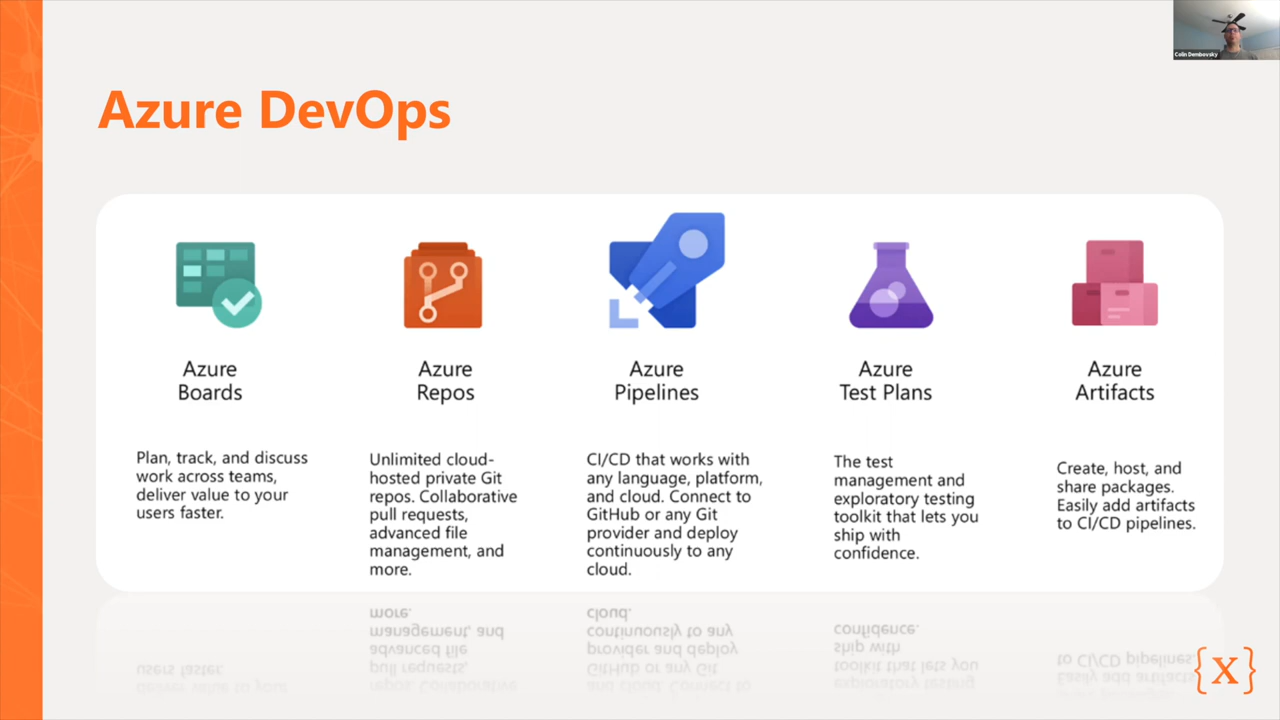 Colin Dembovsky
Azure DevOps
Azure
Boards
Plan, track, and discuss
work across teams,
deliver value to your
users faster.
Azure
Repos
Unlimited cloud-
hosted private Git
repos. Collaborative
pull requests,
advanced file
management, and
more.
Azure
Pipelines
CI/CD that works with
any language, platform,
and cloud. Connect to
GitHub or any Git
provider and deploy
continuously to any
cloud.
Azure
Test Plans
The test
management and
exploratory testing
toolkit that lets you
ship with
confidence.
Azure
Artifacts
Create, host, and
share packages.
Easily add artifacts
to CI/CD pipelines.
{x}